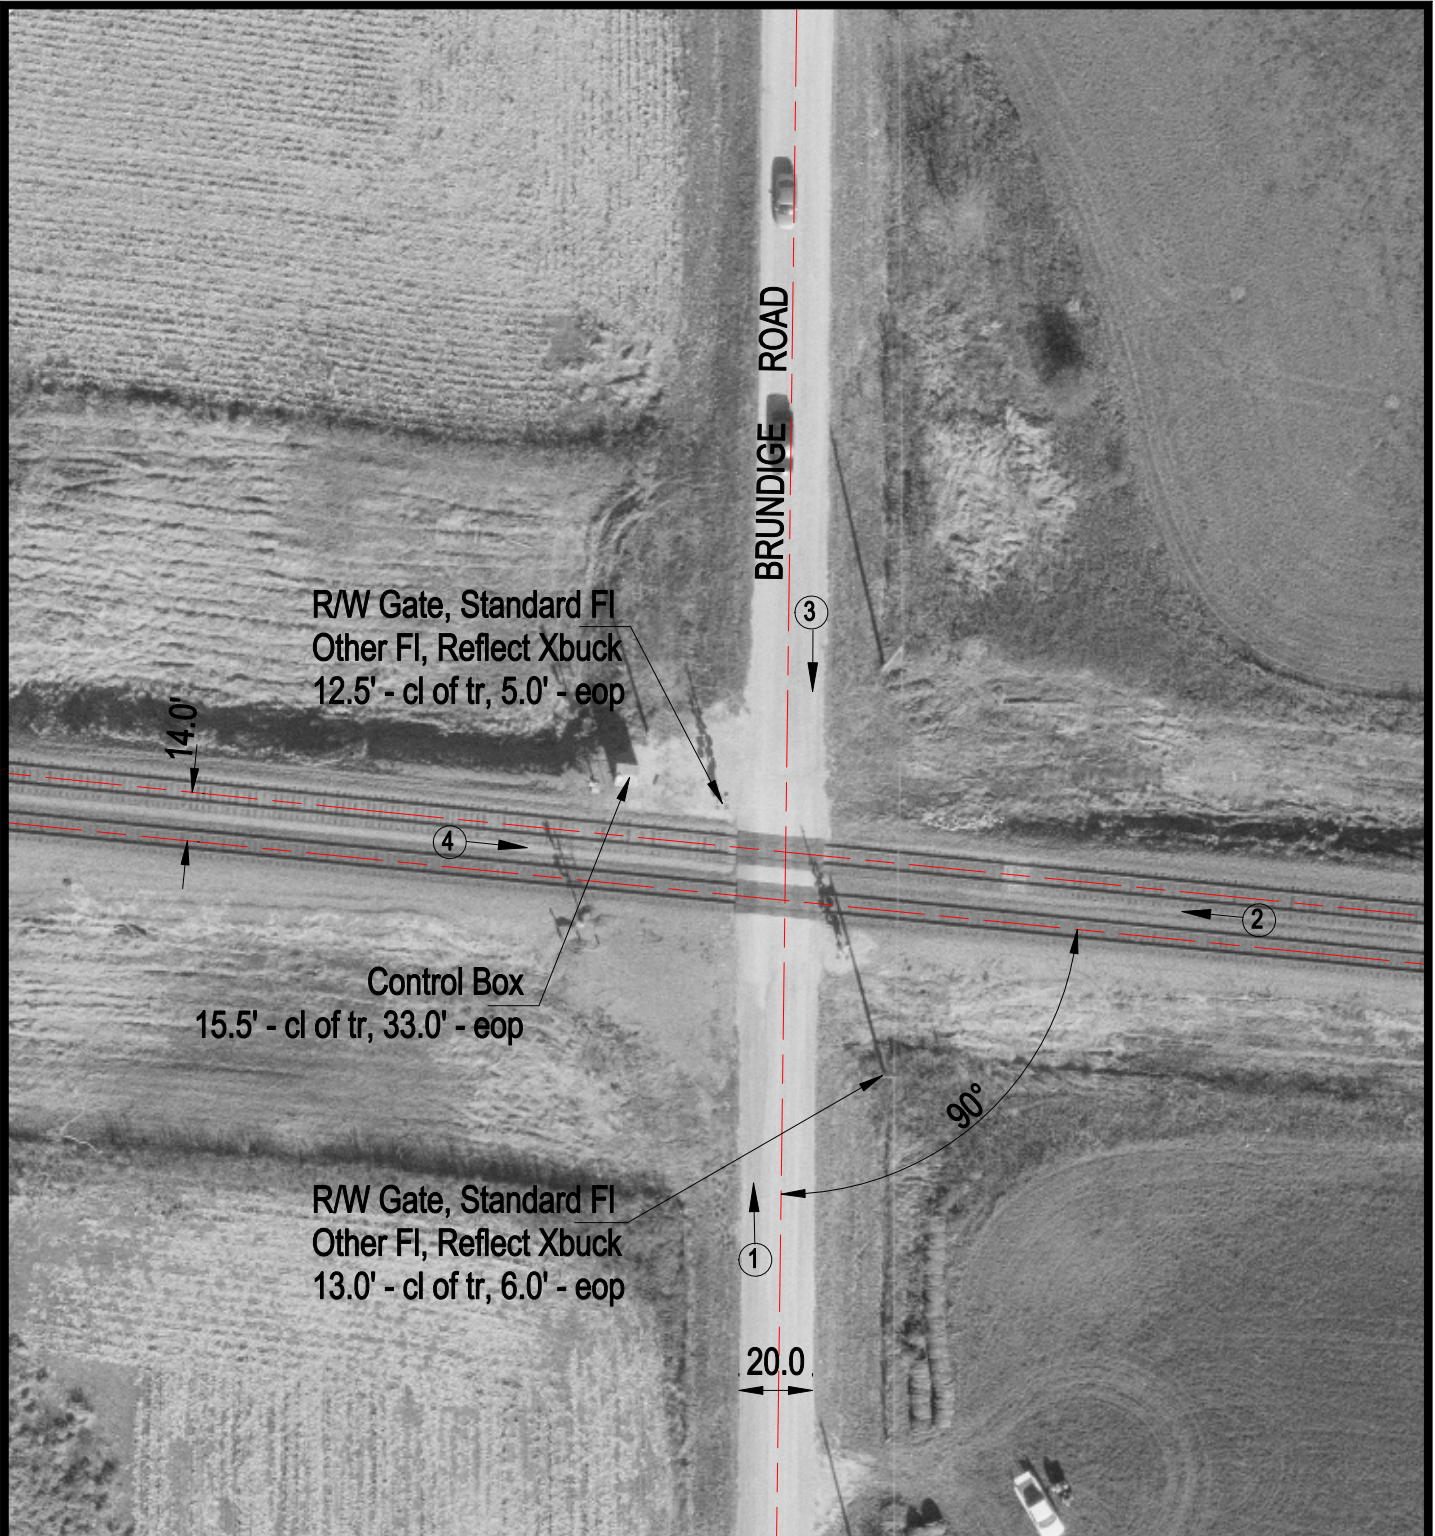 BRUNDIGE ROAD
3
R/W Gate, Standard Fl
Other Fl, Reflect Xbuck
12.5' - cl of tr, 5.0' - eop
14.0'
4
2
Control Box
15.5' - cl of tr, 33.0' - eop
90°
R/W Gate, Standard Fl
Other Fl, Reflect Xbuck
13.0' - cl of tr, 6.0' - eop
1
20.0